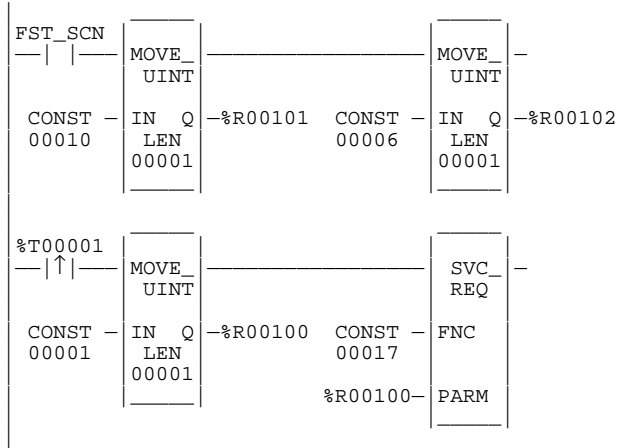 FST_SCN
MOVE_ MOVE_
UINT UINT
CONST IN Q %R00101 CONST IN Q %R00102
00010 LEN 00006 LEN
00001 00001
%T00001
↑ MOVE_ SVC_
UINT REQ
CONST IN Q %R00100 CONST FNC
00001 LEN 00017
00001
%R00100 PARM